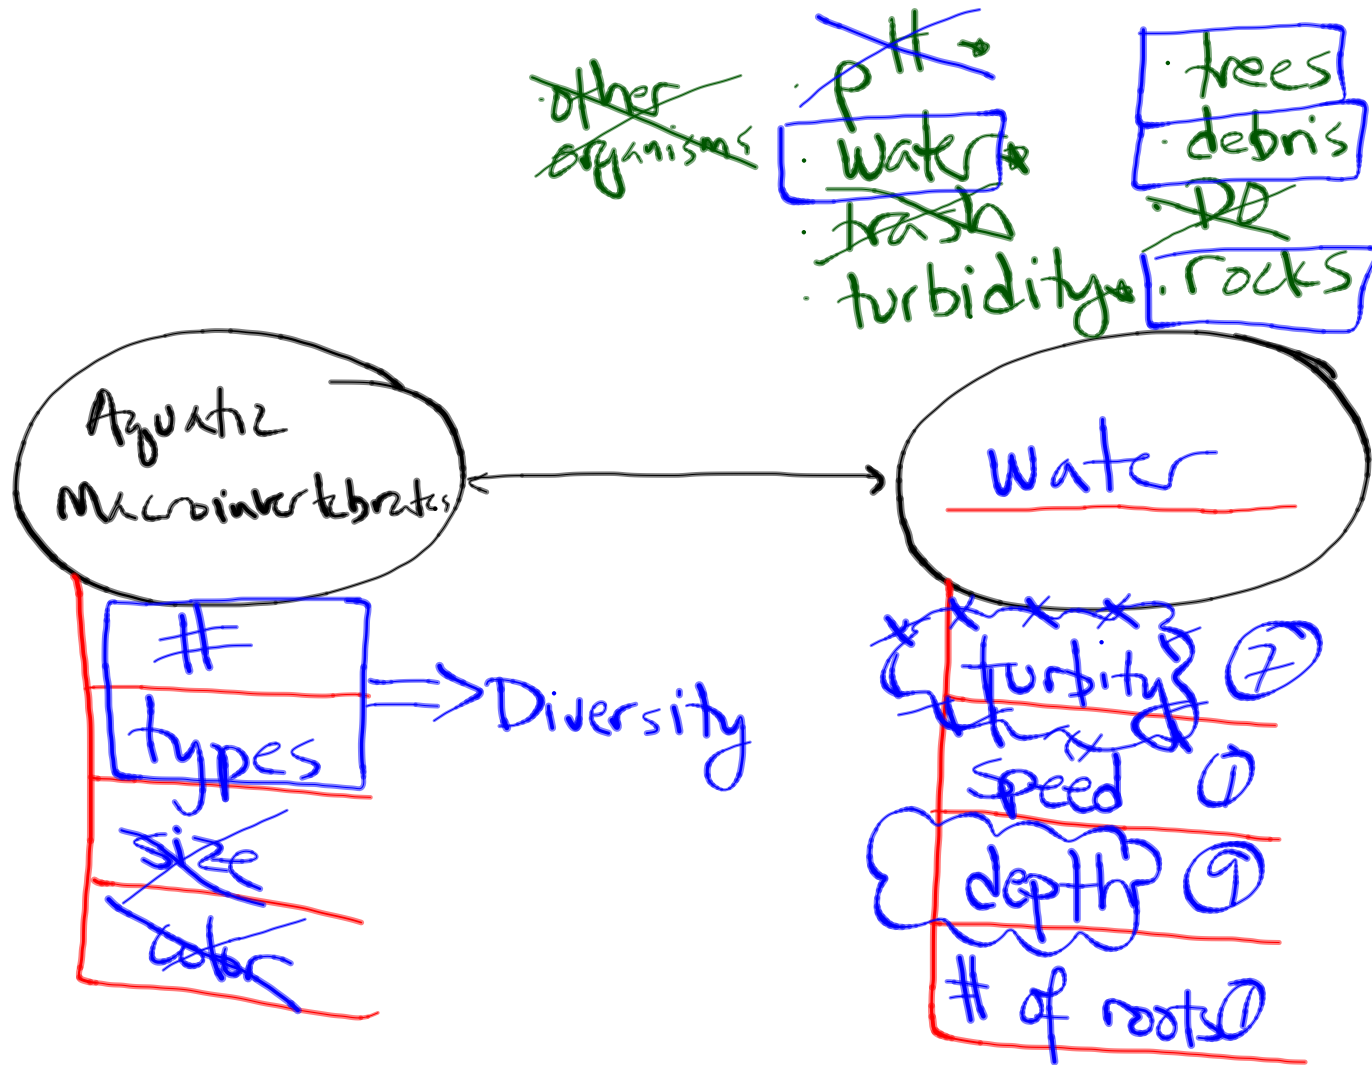 other
organisms
pH
water
trash
turbidity
trees
debris
DO
rocks
Aquatic
Macroinvertebrates
#
types
size
color
Diversity
water
turbity 7
speed 1
depth 9
# of roots 1